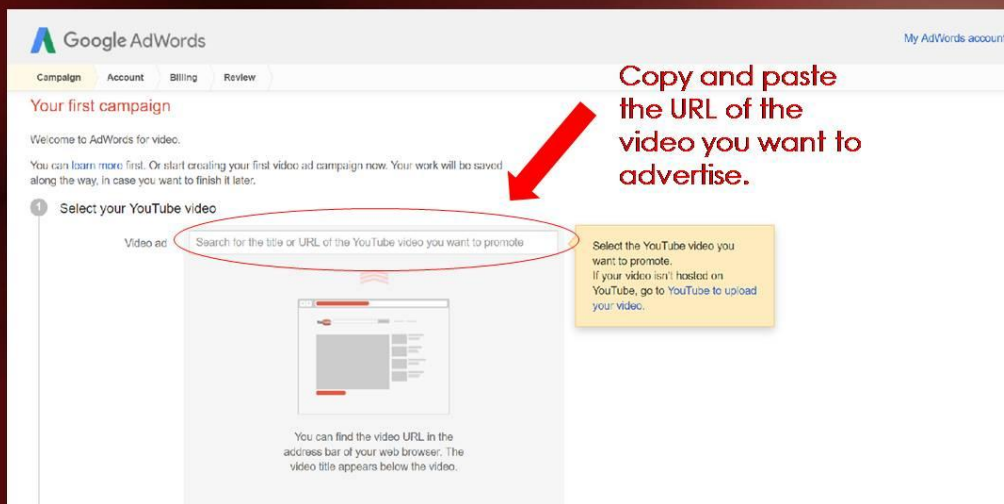 Google AdWords
My AdWords account
Campaign Account Billing Review
Your first campaign
Copy and paste
the URL of the
video you want to
advertise.
Welcome to AdWords for video.
You can learn more first. Or start creating your first video ad campaign now. Your work will be saved
along the way, in case you want to finish it later.
1 Select your YouTube video
Video ad Search for the title or URL of the YouTube video you want to promote
Select the YouTube video you
want to promote.
If your video isn't hosted on
YouTube, go to YouTube to upload
your video.
You can find the video URL in the
address bar of your web browser. The
video title appears below the video.